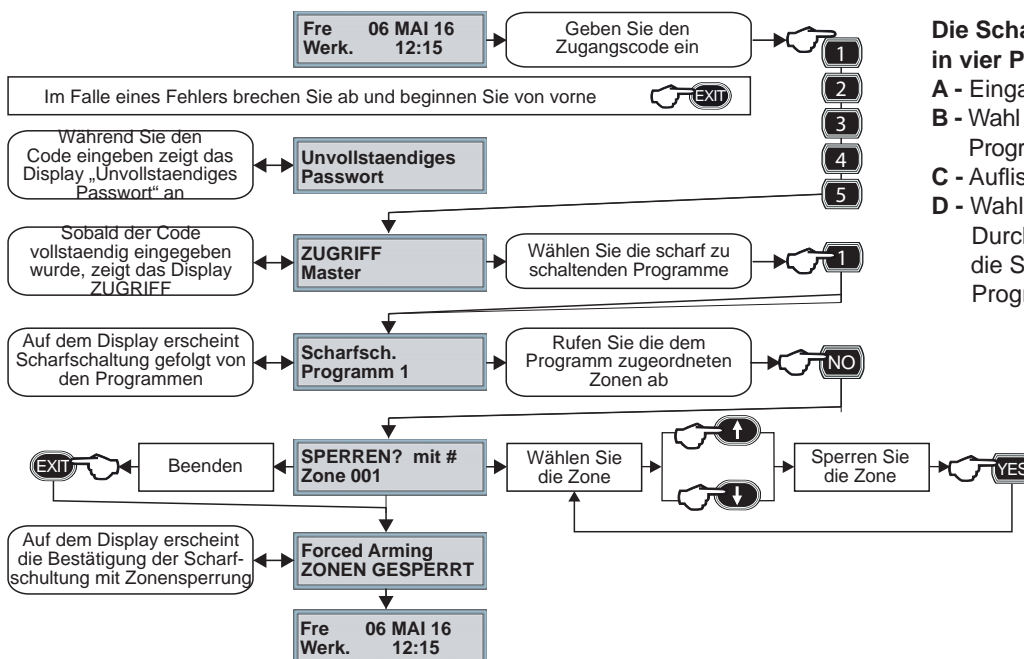 Fre 06 MAI 16
Werk. 12:15
Geben Sie den
Zugangscode ein
1
2
3
4
5
Im Falle eines Fehlers brechen Sie ab und beginnen Sie von vorne
EXIT
Während Sie den
Code eingeben zeigt das
Display „Unvollstaendiges
Passwort“ an
Unvollstaendiges
Passwort
Sobald der Code
vollstaendig eingegeben
wurde, zeigt das Display
ZUGRIFF
ZUGRIFF
Master
Wählen Sie die scharf zu
schaltenden Programme
1
Auf dem Display erscheint
Scharfschaltung gefolgt von
den Programmen
Scharfsch.
Programm 1
Rufen Sie die dem
Programm zugeordneten
Zonen ab
NO
EXIT
Beenden
SPERREN? mit #
Zone 001
Wählen Sie
die Zone
Sperren Sie
die Zone
YES
Auf dem Display erscheint
die Bestätigung der Scharf-
schultung mit Zonensperrung
Forced Arming
ZONEN GESPERRT
Fre 06 MAI 16
Werk. 12:15
Die
in vier
A -
B - Wahl
C -
D - Wahl
die